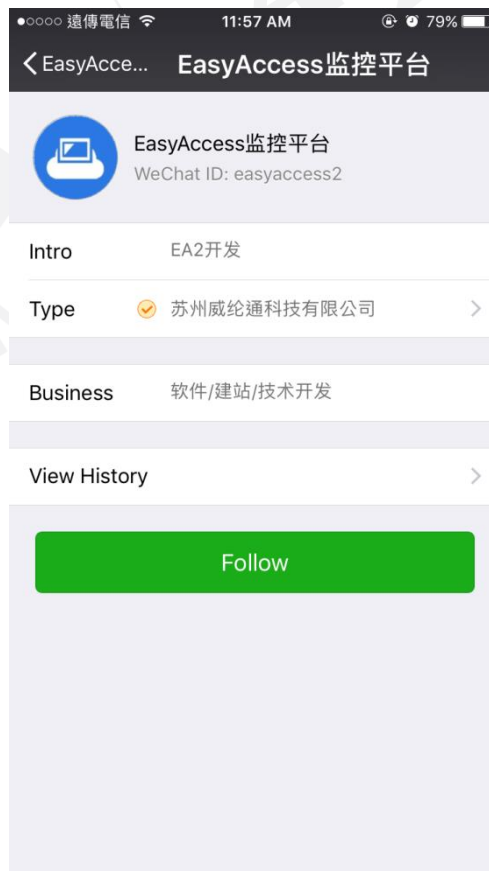 遠傳電信 11:57 AM 79%
EasyAcce... EasyAccess监控平台
EasyAccess监控平台
WeChat ID: easyaccess2
Intro EA2开发
Type 苏州威纶通科技有限公司
Business 软件/建站/技术开发
View History
Follow